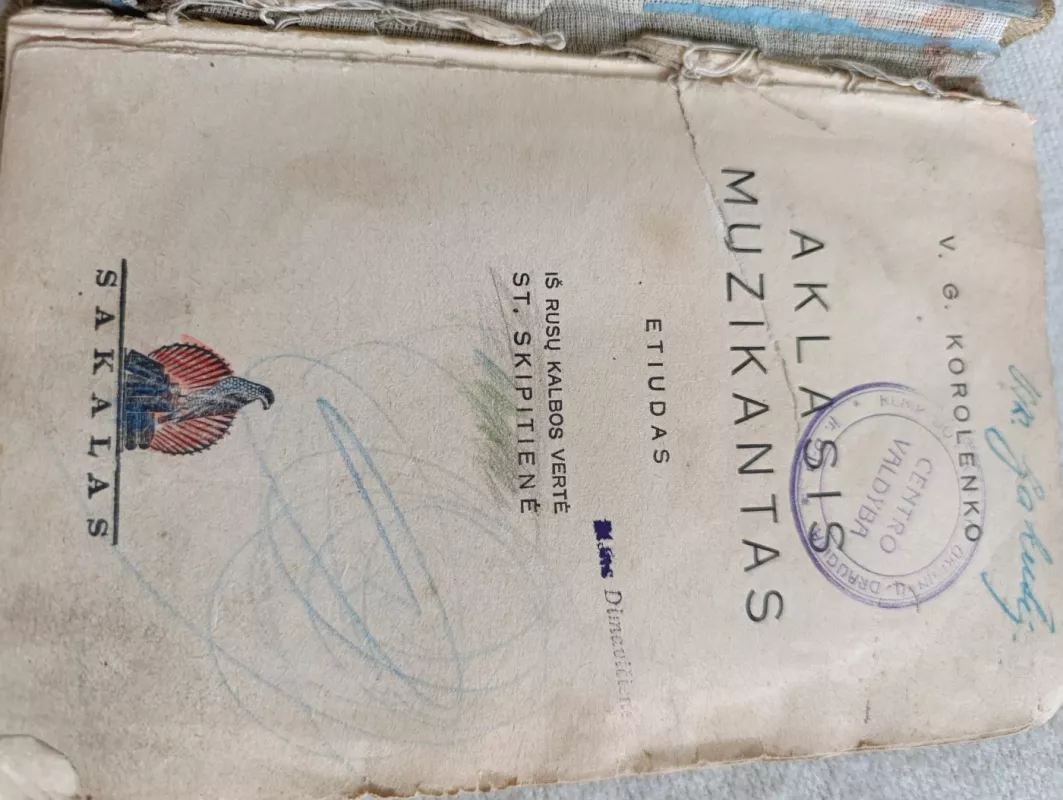 V. G. KOROLENKO
AKLASIS
MUZIKANTAS
CENTRO
VALDYBA
ETIUDAS
IŠ RUSŲ KALBOS VERTĖ
ST. SKIPITIENĖ
SAKALAS